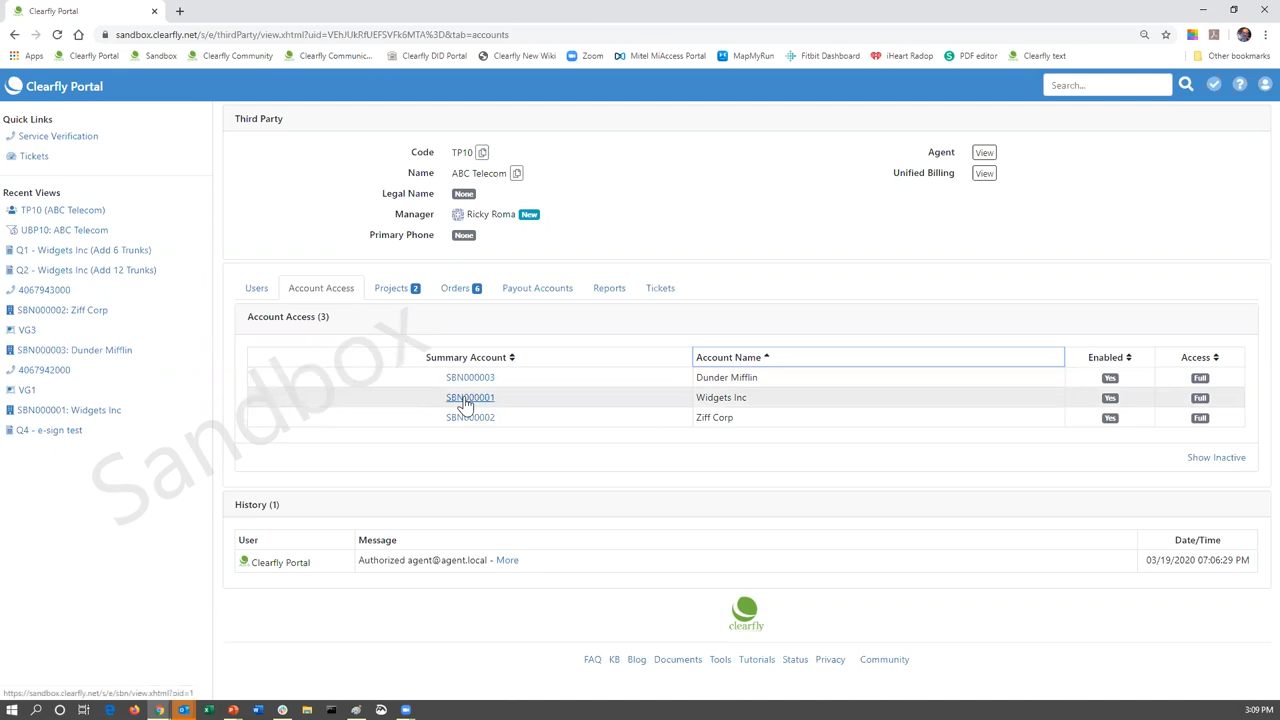 Clearfly Portal
sandbox.clearfly.net/s/e/thirdParty/view.xhtml?uid=VEhJUkRfUEFSVFk6MTA%3D&tab=accounts
Apps Clearfly Portal Sandbox Clearfly Community Clearfly Communic... Clearfly DID Portal Clearfly New Wiki Zoom Mitel MiAccess Portal MapMyRun Fitbit Dashboard iHeart Radop PDF editor Clearfly text Other bookmarks
Clearfly Portal Search...
Quick Links
Service Verification
Tickets
Recent Views
TP10 (ABC Telecom)
UBP10: ABC Telecom
Q1 - Widgets Inc (Add 6 Trunks)
Q2 - Widgets Inc (Add 12 Trunks)
4067943000
SBN000002: Ziff Corp
VG3
SBN000003: Dunder Mifflin
4067942000
VG1
SBN000001: Widgets Inc
Q4 - e-sign test
Third Party
Code TP10 Agent View
Name ABC Telecom Unified Billing View
Legal Name None
Manager Ricky Roma New
Primary Phone None
Users Account Access Projects 2 Orders 6 Payout Accounts Reports Tickets
Account Access (3)
Summary Account Account Name Enabled Access
SBN000003 Dunder Mifflin Yes Full
SBN000001 Widgets Inc Yes Full
SBN000002 Ziff Corp Yes Full
Show Inactive
Sandbox
History (1)
User Message Date/Time
Clearfly Portal Authorized agent@agent.local - More 03/19/2020 07:06:29 PM
clearfly
FAQ KB Blog Documents Tools Tutorials Status Privacy Community
https://sandbox.clearfly.net/s/e/sbn/view.xhtml?oid=1
3:09 PM